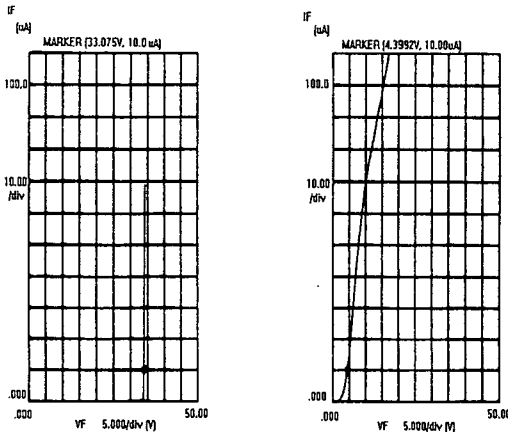 IF
(uA)
MARKER (33.075V, 10.0uA)
100.0
10.00
/div
.000
.000
50.00
VF 5.000/div (V)
IF
(uA)
MARKER (4.3992V, 10.00uA)
100.0
10.00
/div
.000
.000
50.00
VF 5.000/div (V)